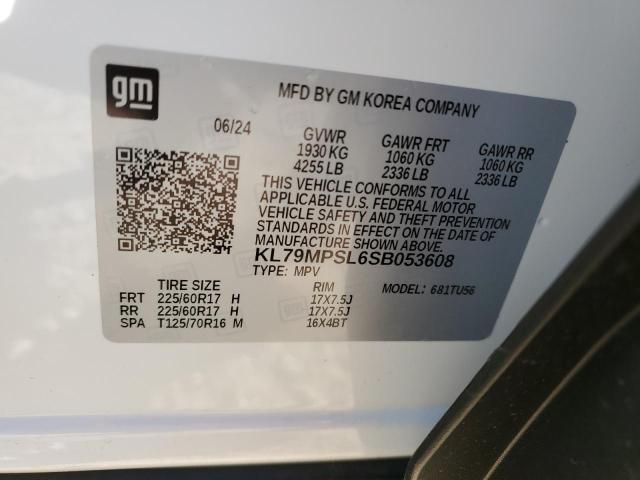 gm
MFD BY GM KOREA COMPANY
06/24
GVWR
1930 KG
4255 LB
GAWR FRT
1060 KG
2336 LB
GAWR RR
1060 KG
2336 LB
THIS VEHICLE CONFORMS TO ALL
APPLICABLE U.S. FEDERAL MOTOR
VEHICLE SAFETY AND THEFT PREVENTION
STANDARDS IN EFFECT ON THE DATE OF
MANUFACTURE SHOWN ABOVE.
KL79MPSL6SB053608
TYPE: MPV
MODEL: 681TU56
TIRE SIZE RIM
FRT 225/60R17 H 17X7.5J
RR 225/60R17 H 17X7.5J
SPA T125/70R16 M 16X4BT